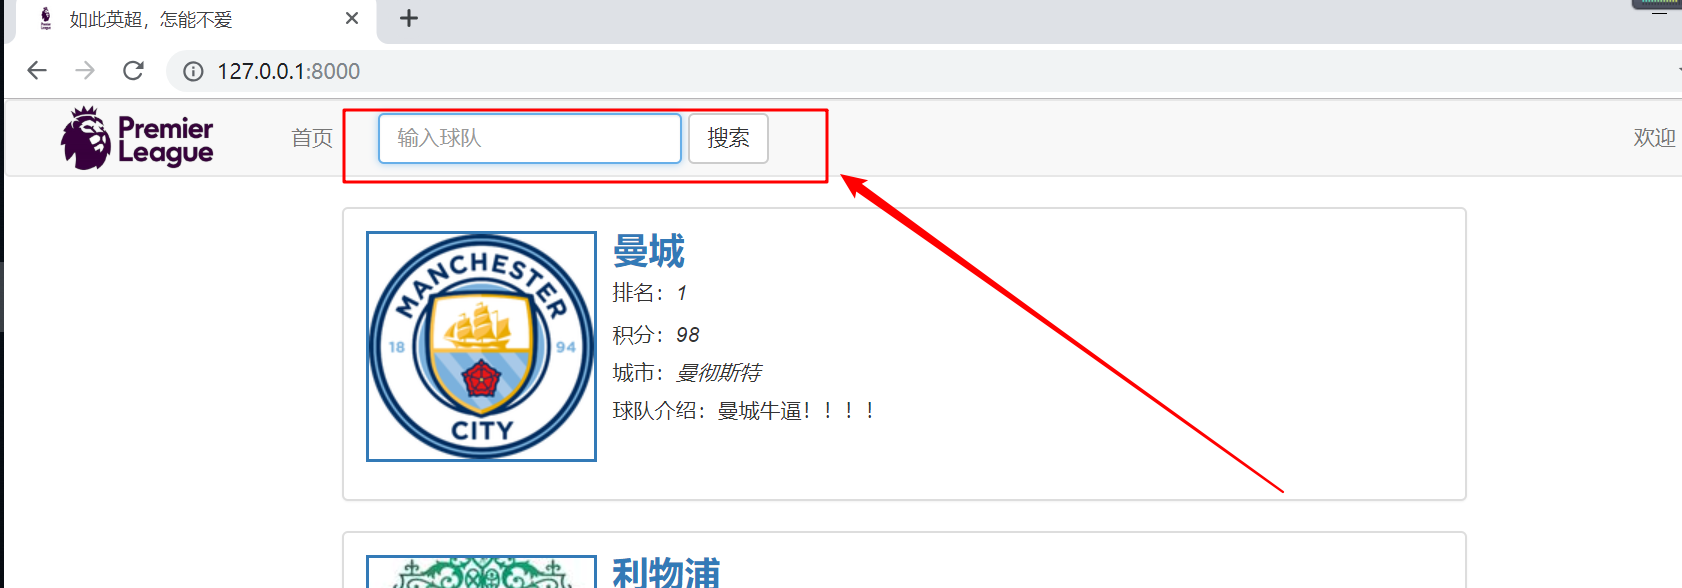 如此英超，怎能不爱
127.0.0.1:8000
Premier League
首页
输入球队
搜索
欢迎
MANCHESTER
18 94
CITY
曼城
排名：1
积分：98
城市：曼彻斯特
球队介绍：曼城牛逼！！！！
利物浦